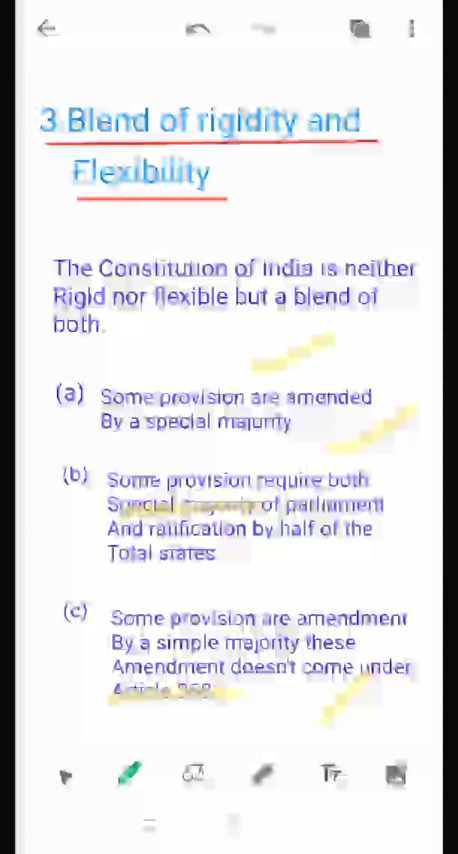 3 Blend of rigidity and
Flexibility
The Constitution of India is neither
Rigid nor flexible but a blend of
both.
(a) Some provision are amended
By a special majority
(b) Some provision require both
Special majority of parliament
And ratification by half of the
Total states
(c) Some provision are amendment
By a simple majority these
Amendment doesn't come under
Article 368